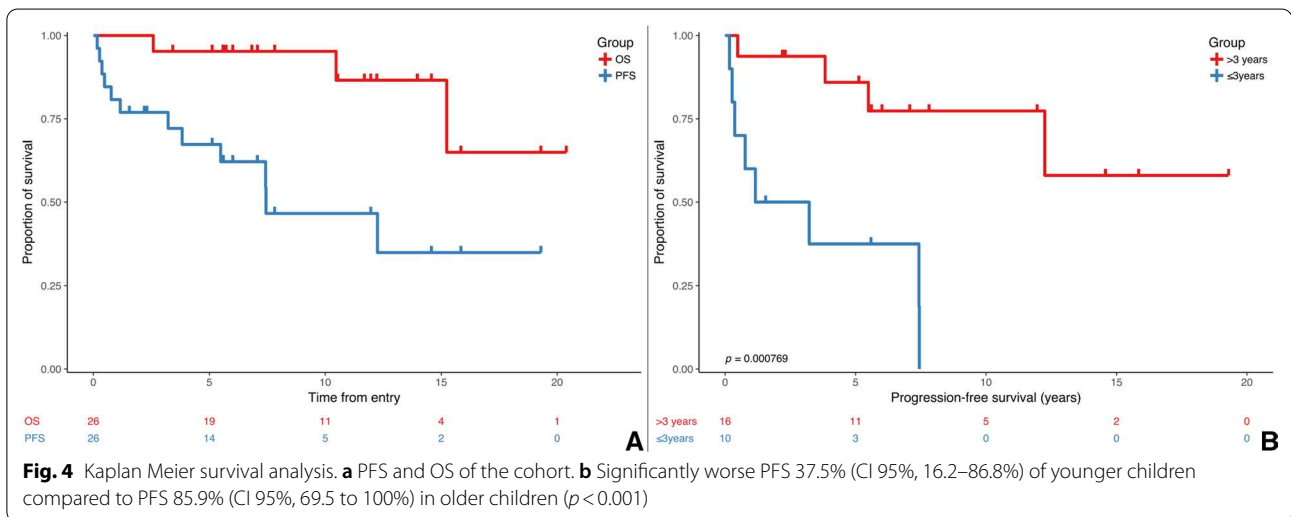 1.00
0.75
0.50
0.25
0.00
Proportion of survival
Group
OS
PFS
0 5 10 15 20
Time from entry
OS 26 19 11 4 1
PFS 26 14 5 2 0
A
1.00
0.75
0.50
0.25
0.00
Proportion of survival
Group
>3 years
≤3years
p = 0.000769
0 5 10 15 20
Progression-free survival (years)
>3 years 16 11 5 2 0
≤3years 10 3 0 0 0
B
Fig. 4 Kaplan Meier survival analysis. a PFS and OS of the cohort. b Significantly worse PFS 37.5% (CI 95%, 16.2–86.8%) of younger children
compared to PFS 85.9% (CI 95%, 69.5 to 100%) in older children (p < 0.001)